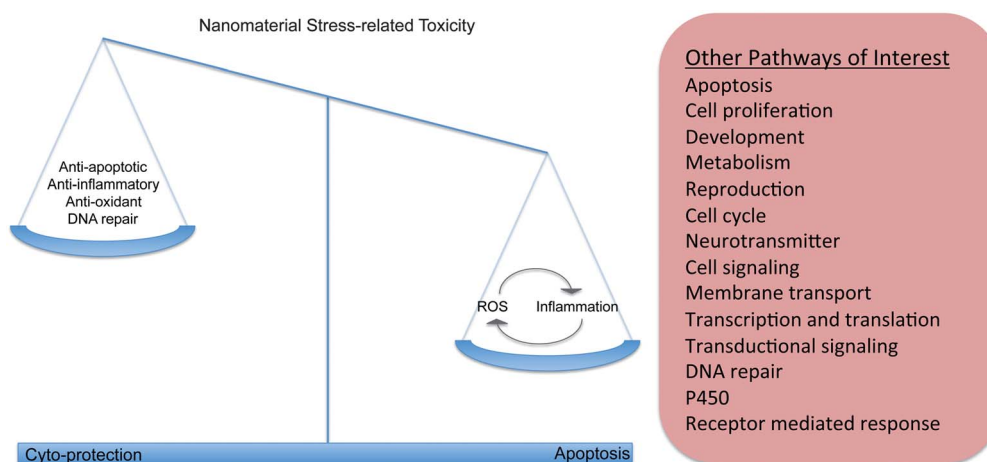 Nanomaterial Stress-related Toxicity
Anti-apoptotic
Anti-inflammatory
Anti-oxidant
DNA repair
ROS
Inflammation
Cyto-protection
Apoptosis
Other Pathways of Interest
Apoptosis
Cell proliferation
Development
Metabolism
Reproduction
Cell cycle
Neurotransmitter
Cell signaling
Membrane transport
Transcription and translation
Transductional signaling
DNA repair
P450
Receptor mediated response